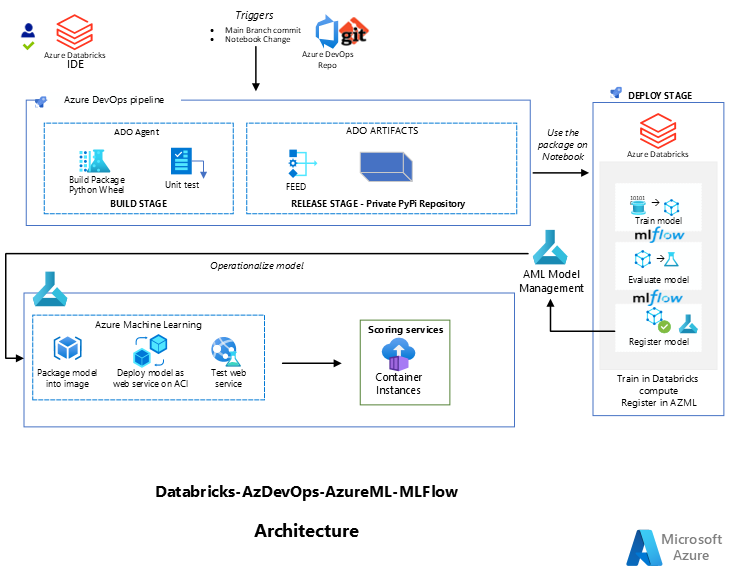 Triggers
• Main Branch commit
• Notebook Change
git
Azure Databricks
IDE
Azure DevOps
Repo
Azure DevOps pipeline
ADO Agent
Build Package
Python Wheel
Unit test
BUILD STAGE
ADO ARTIFACTS
FEED
RELEASE STAGE - Private PyPi Repository
Use the
package on
Notebook
DEPLOY STAGE
Azure Databricks
10101
Train model
mlflow
Evaluate model
mlflow
Register model
Train in Databricks
compute
Register in AZML
AML Model
Management
Operationalize model
Azure Machine Learning
Package model
into image
Deploy model as
web service on ACI
Test web
service
Scoring services
Container
Instances
Databricks-AzDevOps-AzureML-MLFlow
Architecture
Microsoft
Azure